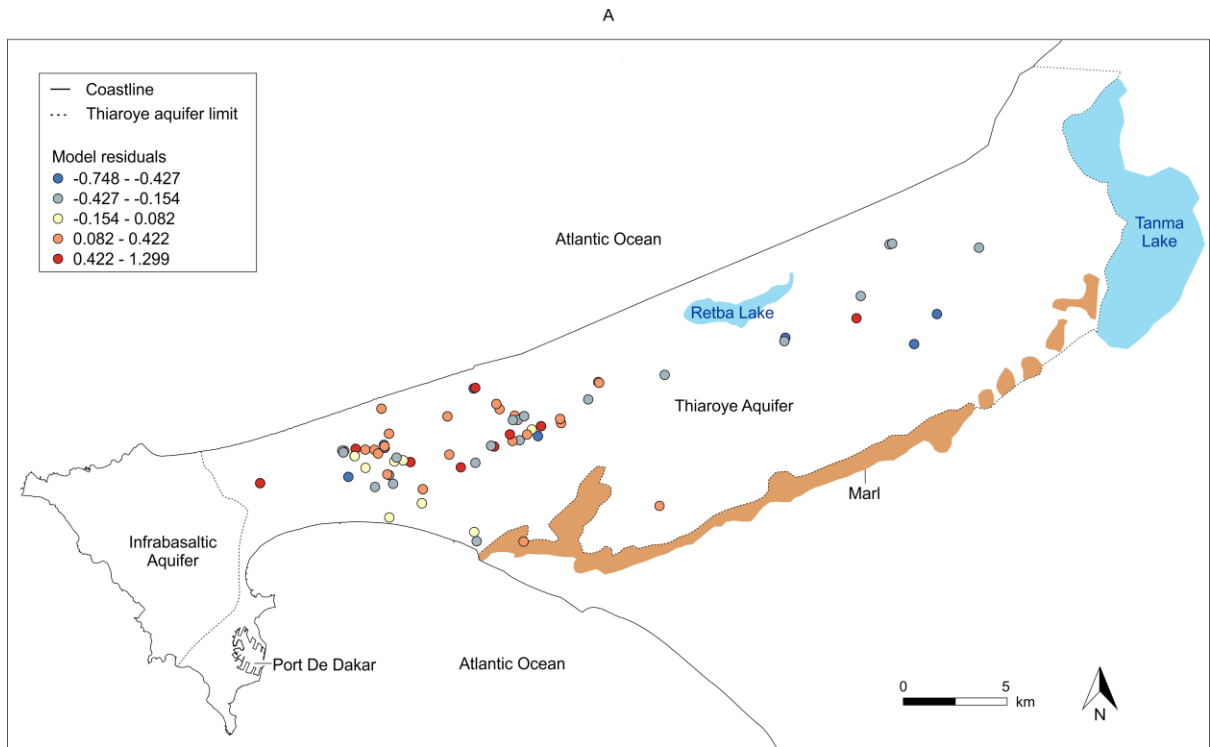 A
Coastline
Thiaroye aquifer limit
Model residuals
-0.748 - -0.427
-0.427 - -0.154
-0.154 - 0.082
0.082 - 0.422
0.422 - 1.299
Atlantic Ocean
Tanma
Lake
Retba Lake
Thiaroye Aquifer
Marl
Infrabasaltic
Aquifer
Port De Dakar
Atlantic Ocean
0 5
km
N